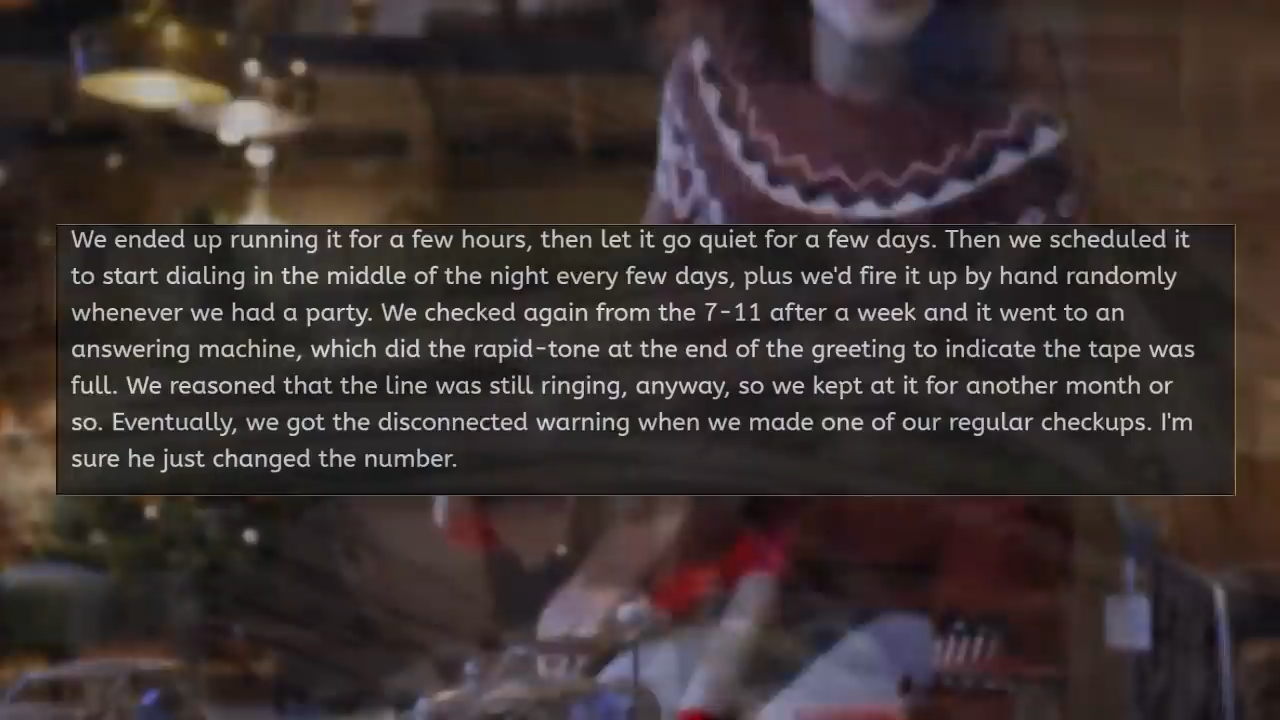 We ended up running it for a few hours, then let it go quiet for a few days. Then we scheduled it
to start dialing in the middle of the night every few days, plus we'd fire it up by hand randomly
whenever we had a party. We checked again from the 7-11 after a week and it went to an
answering machine, which did the rapid-tone at the end of the greeting to indicate the tape was
full. We reasoned that the line was still ringing, anyway, so we kept at it for another month or
so. Eventually, we got the disconnected warning when we made one of our regular checkups. I'm
sure he just changed the number.